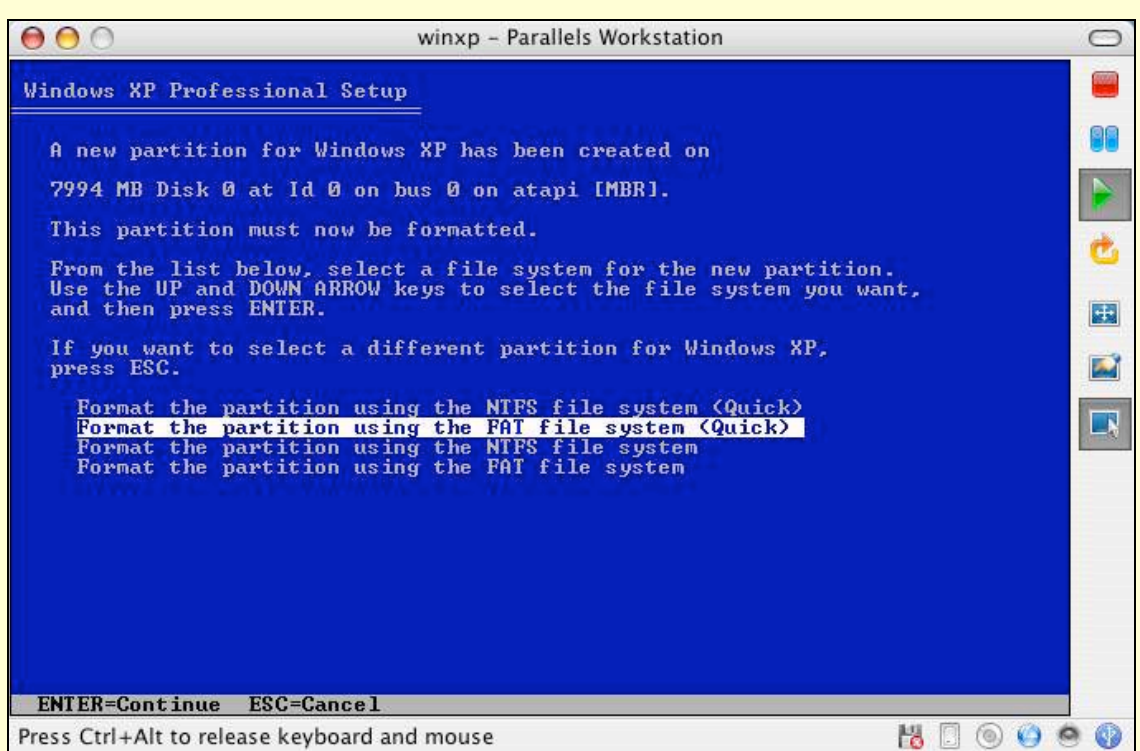 winxp – Parallels Workstation
Windows XP Professional Setup
A new partition for Windows XP has been created on
7994 MB Disk 0 at Id 0 on bus 0 on atapi [MBR].
This partition must now be formatted.
From the list below, select a file system for the new partition.
Use the UP and DOWN ARROW keys to select the file system you want,
and then press ENTER.
If you want to select a different partition for Windows XP,
press ESC.
Format the partition using the NTFS file system (Quick)
Format the partition using the FAT file system (Quick)
Format the partition using the NTFS file system
Format the partition using the FAT file system
ENTER=Continue ESC=Cancel
Press Ctrl+Alt to release keyboard and mouse